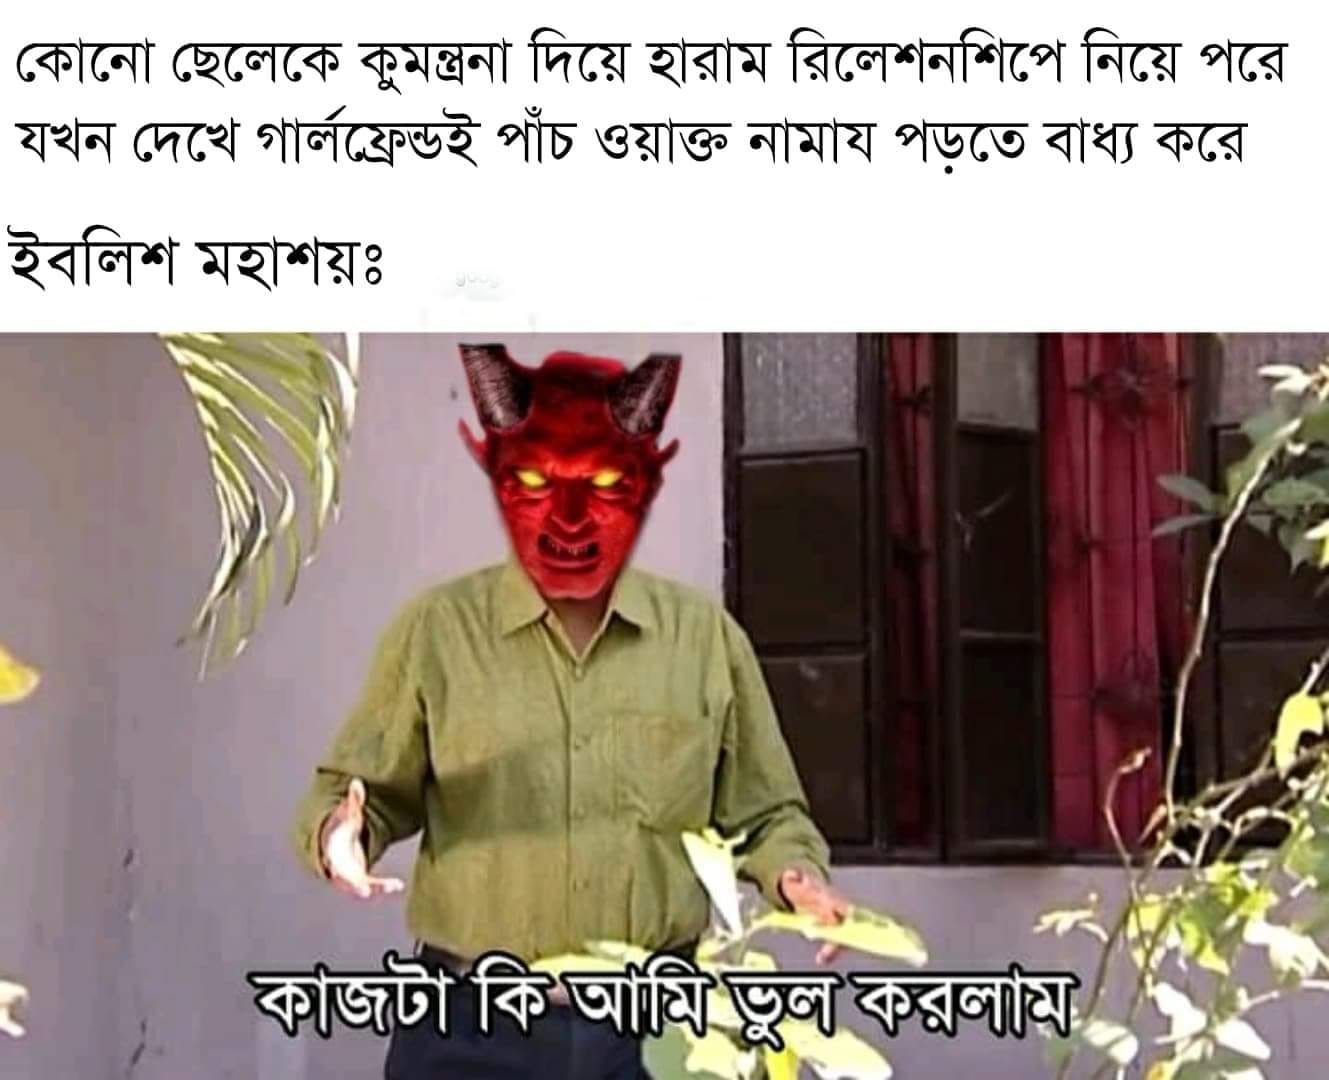 কোনো ছেলেকে কুমন্ত্রনা দিয়ে হারাম রিলেশনশিপে নিয়ে পরে
যখন দেখে গার্লফ্রেন্ডই পাঁচ ওয়াক্ত নামায পড়তে বাধ্য করে
ইবলিশ মহাশয়ঃ
কাজটা কি আমি ভুল করলাম